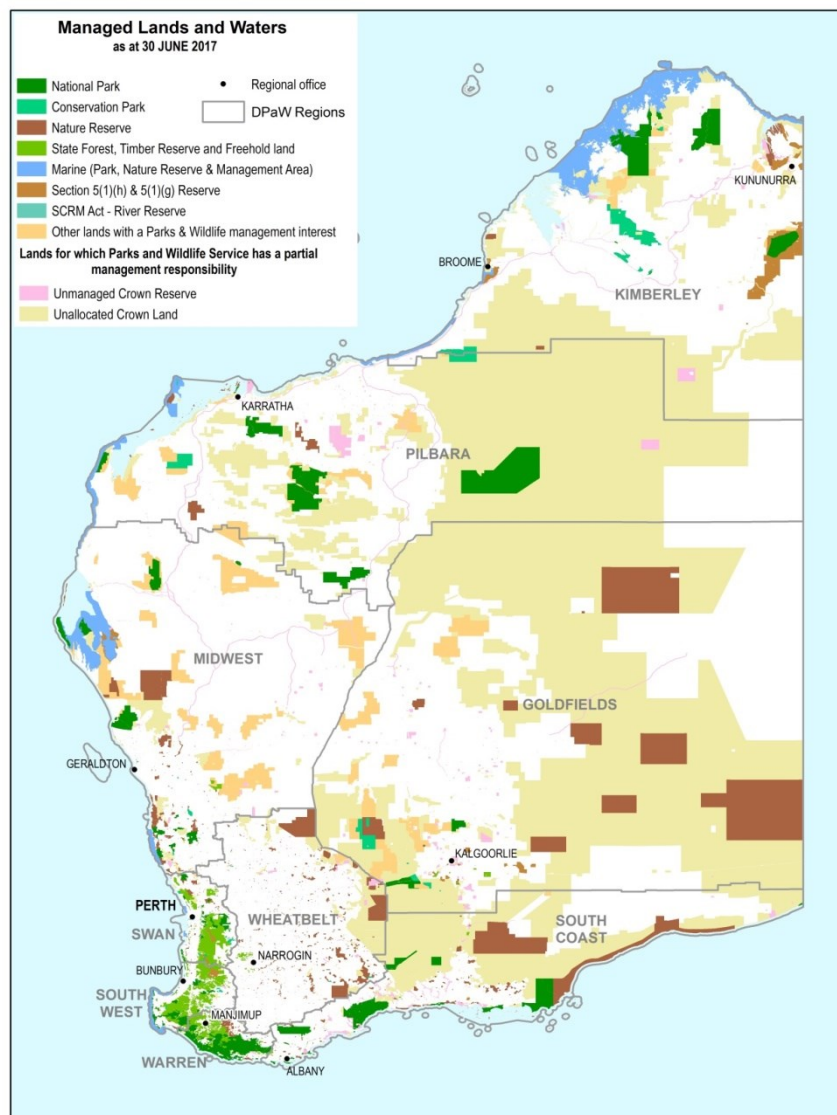 Managed Lands and Waters
as at 30 JUNE 2017
National Park
Conservation Park
Nature Reserve
State Forest, Timber Reserve and Freehold land
Marine (Park, Nature Reserve & Management Area)
Section 5(1)(h) & 5(1)(g) Reserve
SCRM Act - River Reserve
Other lands with a Parks & Wildlife management interest
Regional office
DPaW Regions
Lands for which Parks and Wildlife Service has a partial
management responsibility
Unmanaged Crown Reserve
Unallocated Crown Land
KUNUNURRA
BROOME
KIMBERLEY
KARRATHA
PILBARA
MIDWEST
GOLDFIELDS
GERALDTON
KALGOORLIE
PERTH
WHEATBELT
SOUTH
COAST
SWAN
NARROGIN
BUNBURY
SOUTH
WEST
MANJIMUP
WARREN
ALBANY